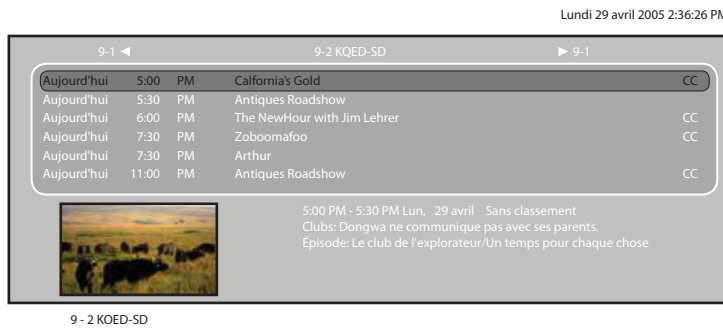 Lundi 29 avril 2005 2:36:26 PM
9-1 ◄ 9-2 KQED-SD ► 9-1
Aujourd'hui 5:00 PM Calfornia's Gold CC
Aujourd'hui 5:30 PM Antiques Roadshow
Aujourd'hui 6:00 PM The NewHour with Jim Lehrer CC
Aujourd'hui 7:30 PM Zoboomafoo CC
Aujourd'hui 7:30 PM Arthur
Aujourd'hui 11:00 PM Antiques Roadshow CC
5:00 PM - 5:30 PM Lun, 29 avril Sans classement
Clubs: Dongwa ne communique pas avec ses parents.
Épisode: Le club de l'explorateur/Un temps pour chaque chose
9 - 2 KOED-SD